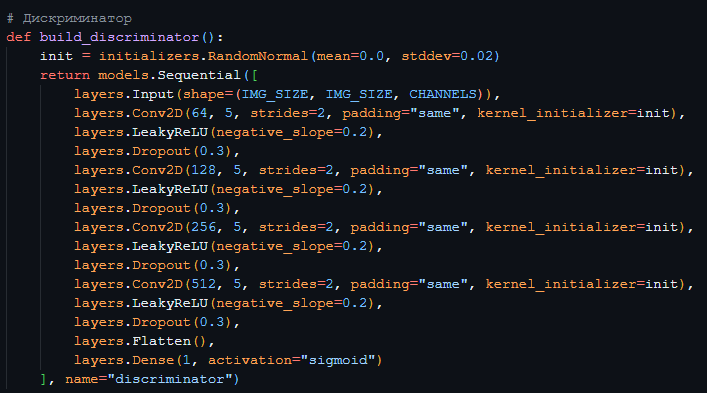 # Дискриминатор
def build_discriminator():
    init = initializers.RandomNormal(mean=0.0, stddev=0.02)
    return models.Sequential([
        layers.Input(shape=(IMG_SIZE, IMG_SIZE, CHANNELS)),
        layers.Conv2D(64, 5, strides=2, padding="same", kernel_initializer=init),
        layers.LeakyReLU(negative_slope=0.2),
        layers.Dropout(0.3),
        layers.Conv2D(128, 5, strides=2, padding="same", kernel_initializer=init),
        layers.LeakyReLU(negative_slope=0.2),
        layers.Dropout(0.3),
        layers.Conv2D(256, 5, strides=2, padding="same", kernel_initializer=init),
        layers.LeakyReLU(negative_slope=0.2),
        layers.Dropout(0.3),
        layers.Conv2D(512, 5, strides=2, padding="same", kernel_initializer=init),
        layers.LeakyReLU(negative_slope=0.2),
        layers.Dropout(0.3),
        layers.Flatten(),
        layers.Dense(1, activation="sigmoid")
    ], name="discriminator")